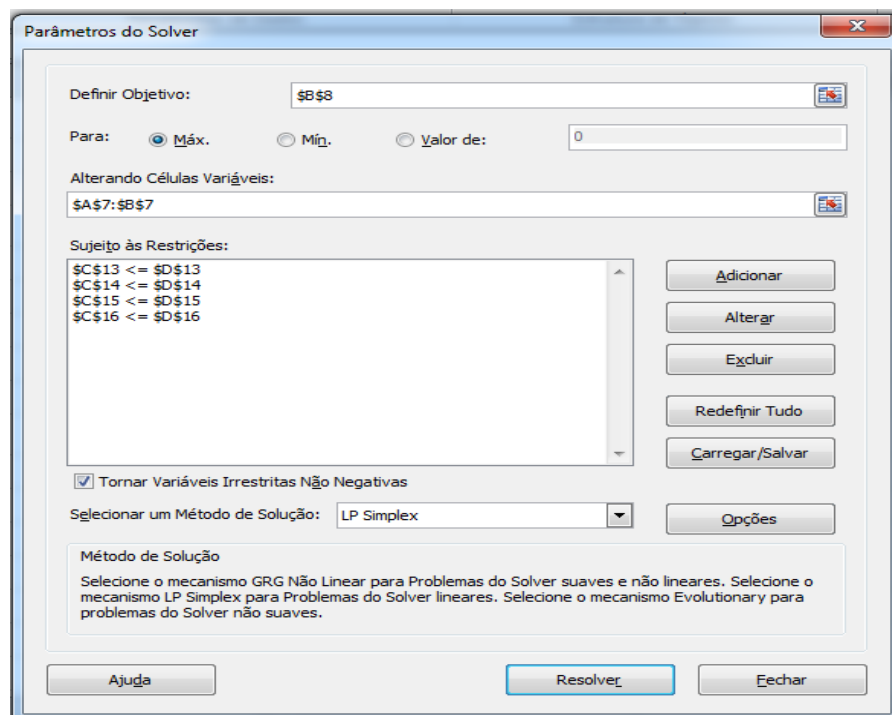 Parâmetros do Solver
Definir Objetivo: $B$8
Para: Máx. Mín. Valor de: 0
Alterando Células Variáveis:
$A$7:$B$7
Sujeito às Restrições:
$C$13 <= $D$13
$C$14 <= $D$14
$C$15 <= $D$15
$C$16 <= $D$16
Adicionar
Alterar
Excluir
Redefinir Tudo
Carregar/Salvar
Tornar Variáveis Irrestritas Não Negativas
Selecionar um Método de Solução: LP Simplex
Opções
Método de Solução
Selecione o mecanismo GRG Não Linear para Problemas do Solver suaves e não lineares. Selecione o
mecanismo LP Simplex para Problemas do Solver lineares. Selecione o mecanismo Evolutionary para
problemas do Solver não suaves.
Ajuda Resolver Fechar